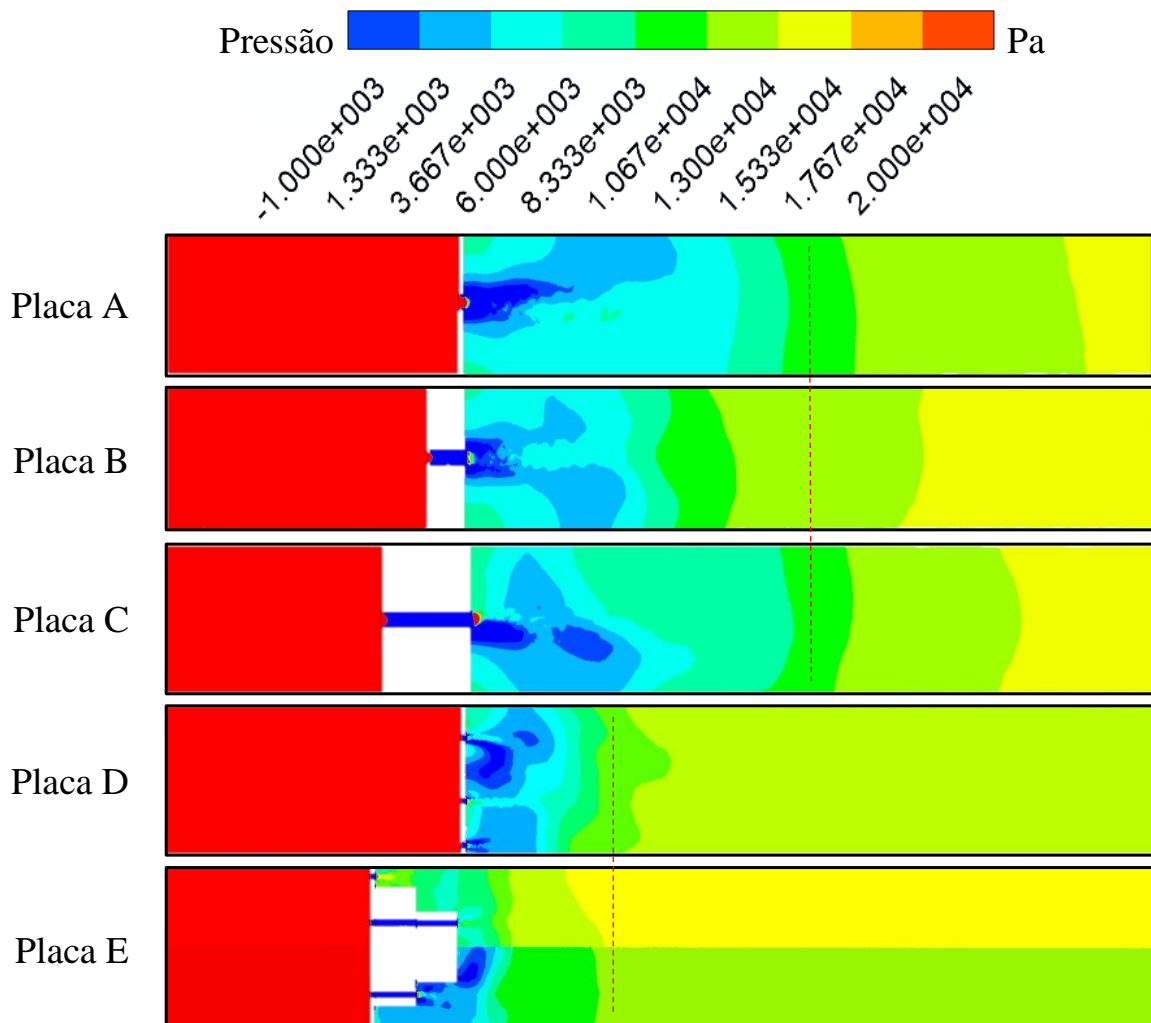 Pressão Pa
-1.000e+003
1.333e+003
3.667e+003
6.000e+003
8.333e+003
1.067e+004
1.300e+004
1.533e+004
1.767e+004
2.000e+004
Placa A
Placa B
Placa C
Placa D
Placa E